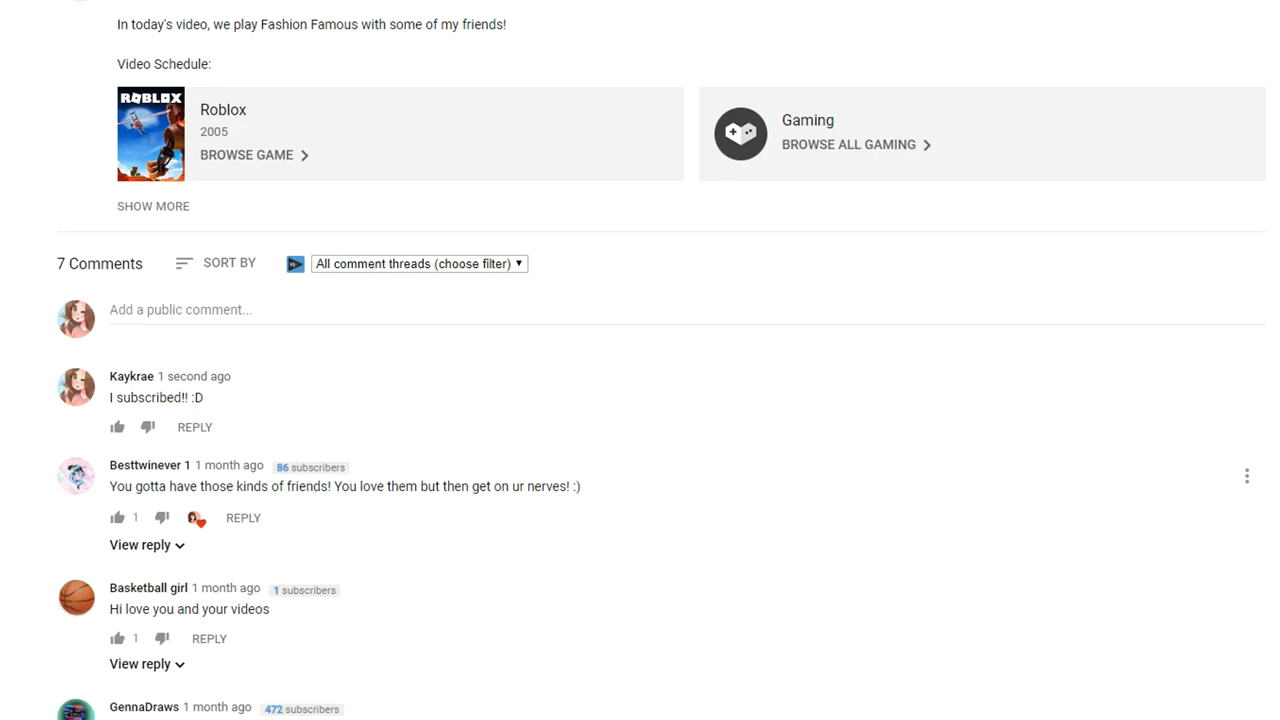 In today's video, we play Fashion Famous with some of my friends!
Video Schedule:
ROBLOX
Roblox
2005
BROWSE GAME
Gaming
BROWSE ALL GAMING
SHOW MORE
7 Comments
SORT BY
All comment threads (choose filter)
Add a public comment...
Kaykrae 1 second ago
I subscribed!! :D
REPLY
Besttwinever 1 1 month ago 86 subscribers
You gotta have those kinds of friends! You love them but then get on ur nerves! :)
1 REPLY
View reply
Basketball girl 1 month ago 1 subscribers
Hi love you and your videos
1 REPLY
View reply
GennaDraws 1 month ago 472 subscribers